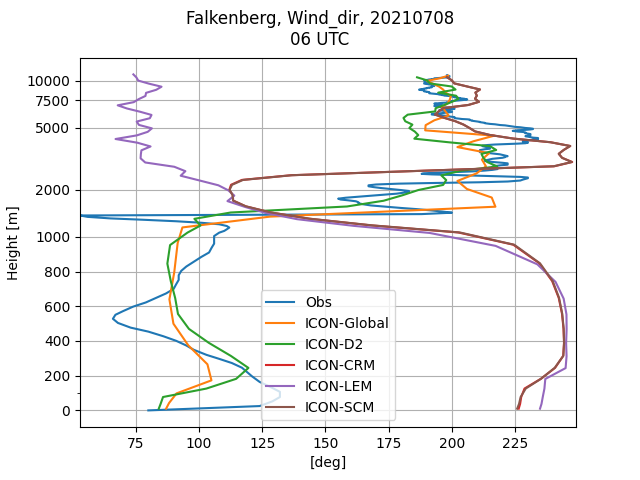 Falkenberg, Wind_dir, 20210708
06 UTC
10000
7500
5000
2000
1000
800
600
400
200
0
Height [m]
Obs
ICON-Global
ICON-D2
ICON-CRM
ICON-LEM
ICON-SCM
75
100
125
150
175
200
225
[deg]